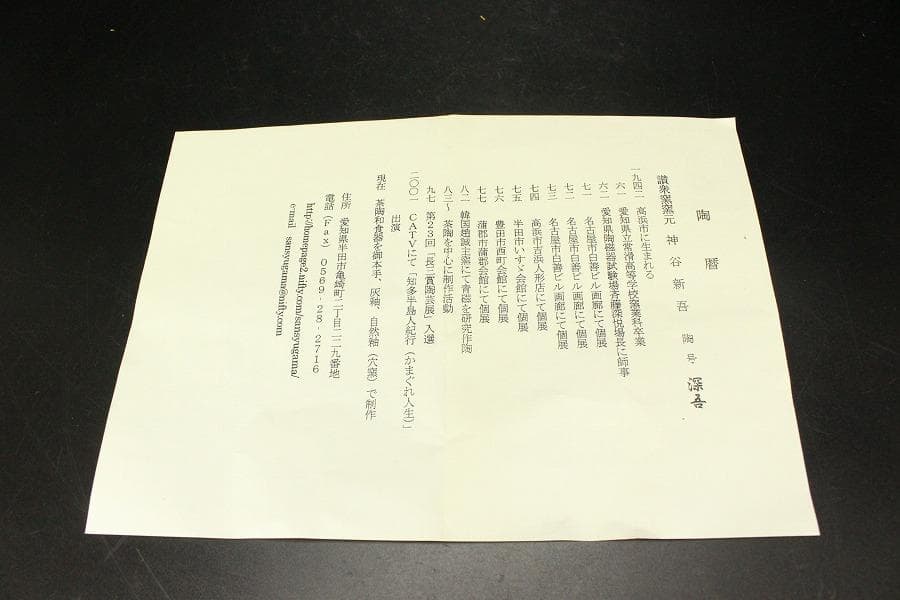 陶暦
讃衆窯窯元 神谷新吾 陶号 深吾
一九四二 高浜市に生まれる
六一 愛知県立常滑高等学校窯業科卒業
六二 愛知県陶磁器試験場斉藤深悦場長に師事
七一 名古屋市白善ビル画廊にて個展
七二 名古屋市白善ビル画廊にて個展
七三 名古屋市白善ビル画廊にて個展
七四 高浜市吉浜人形店にて個展
七五 半田市いすゞ会館にて個展
七六 豊田市西町会館にて個展
七七 蒲郡市蒲郡会館にて個展
八二 韓国趙誠主窯にて青磁を研究作陶
八三~ 茶陶を中心に制作活動
九七 第23回「長三賞陶芸展」入選
二〇〇一 CATVにて「知多半島人紀行(かまぐれ人生)」
出演
現在 茶陶和食器を御本手、灰釉、自然釉(穴窯)で制作
住所 愛知県半田市亀崎町二丁目二二九番地
電話(Fax) 0569-28-2716
http://homepage2.nifty.com/sansyugama/
e-mail sansyugama@nifty.com